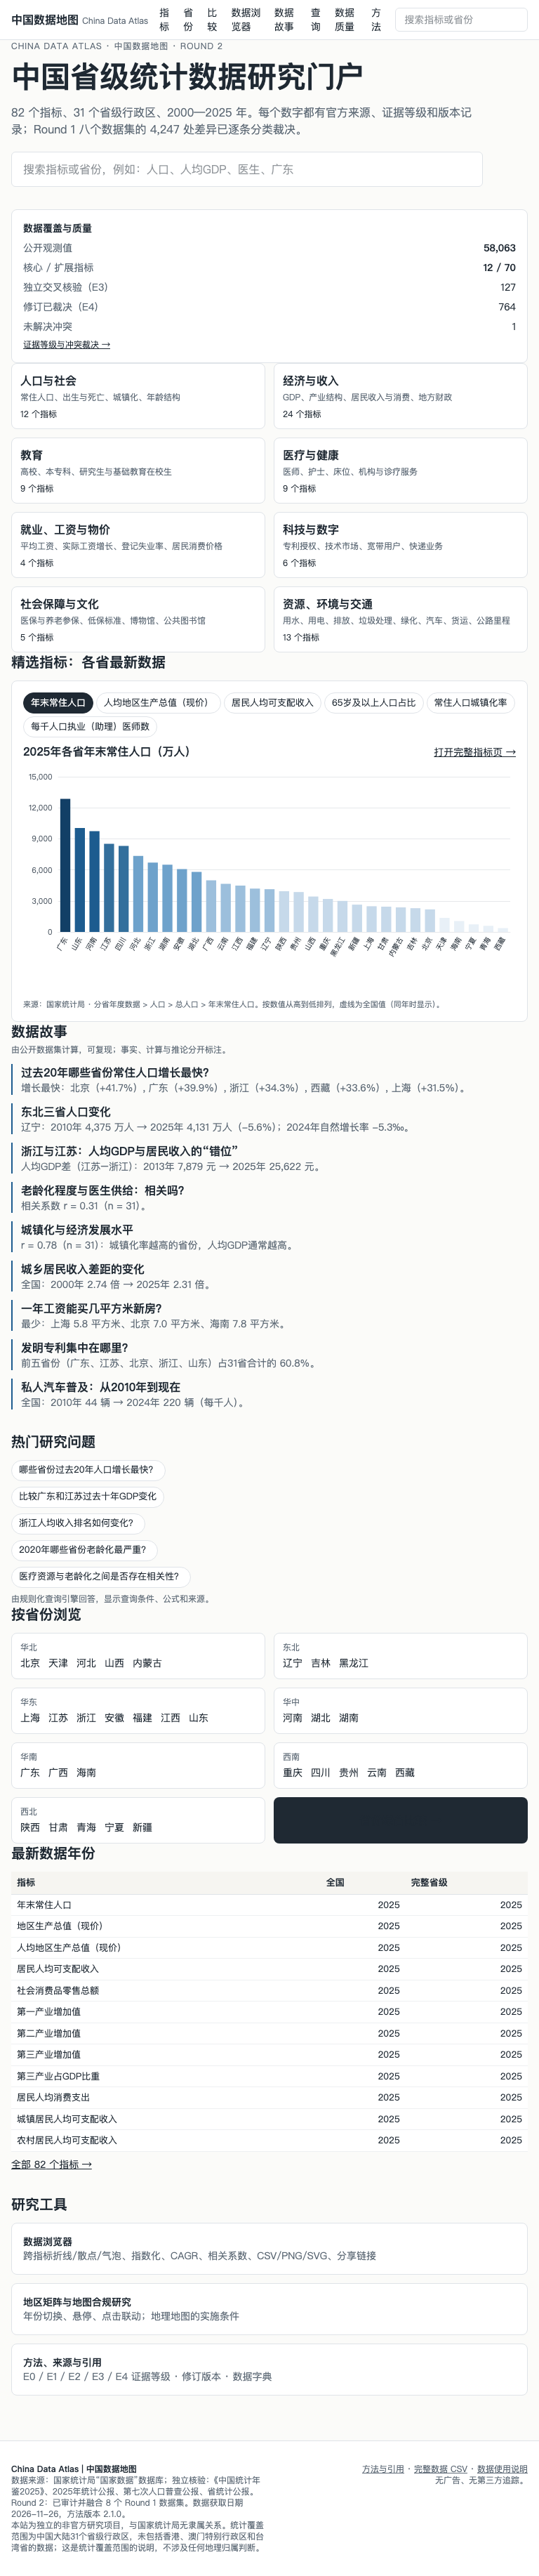 中国数据地图 China Data Atlas
指标
省份
比较
数据浏览器
数据故事
查询
数据质量
方法
搜索指标或省份
CHINA DATA ATLAS · 中国数据地图 · ROUND 2
中国省级统计数据研究门户
82 个指标、31 个省级行政区、2000—2025 年。每个数字都有官方来源、证据等级和版本记
录；Round 1 八个数据集的 4,247 处差异已逐条分类裁决。
搜索指标或省份，例如：人口、人均GDP、医生、广东
数据覆盖与质量
公开观测值 58,063
核心 / 扩展指标 12 / 70
独立交叉核验（E3） 127
修订已裁决（E4） 764
未解决冲突 1
证据等级与冲突裁决 →
人口与社会
常住人口、出生与死亡、城镇化、年龄结构
12 个指标
经济与收入
GDP、产业结构、居民收入与消费、地方财政
24 个指标
教育
高校、本专科、研究生与基础教育在校生
9 个指标
医疗与健康
医师、护士、床位、机构与诊疗服务
9 个指标
就业、工资与物价
平均工资、实际工资增长、登记失业率、居民消费价格
4 个指标
科技与数字
专利授权、技术市场、宽带用户、快递业务
6 个指标
社会保障与文化
医保与养老参保、低保标准、博物馆、公共图书馆
5 个指标
资源、环境与交通
用水、用电、排放、垃圾处理、绿化、汽车、货运、公路里程
13 个指标
精选指标：各省最新数据
年末常住人口 人均地区生产总值（现价） 居民人均可支配收入 65岁及以上人口占比 常住人口城镇化率
每千人口执业（助理）医师数
2025年各省年末常住人口（万人） 打开完整指标页 →
15,000
12,000
9,000
6,000
3,000
0
广东 山东 河南 江苏 四川 河北 浙江 湖南 安徽 湖北 广西 云南 江西 福建 辽宁 陕西 贵州 山西 重庆 黑龙江 新疆 上海 甘肃 内蒙古 吉林 北京 天津 海南 宁夏 青海 西藏
来源：国家统计局 · 分省年度数据 > 人口 > 总人口 > 年末常住人口。按数值从高到低排列，虚线为全国值（同年时显示）。
数据故事
由公开数据集计算，可复现；事实、计算与推论分开标注。
过去20年哪些省份常住人口增长最快？
增长最快：北京（+41.7%）, 广东（+39.9%）, 浙江（+34.3%）, 西藏（+33.6%）, 上海（+31.5%）。
东北三省人口变化
辽宁：2010年 4,375 万人 → 2025年 4,131 万人（−5.6%）；2024年自然增长率 −5.3‰。
浙江与江苏：人均GDP与居民收入的“错位”
人均GDP差（江苏−浙江）：2013年 7,879 元 → 2025年 25,622 元。
老龄化程度与医生供给：相关吗？
相关系数 r = 0.31（n = 31）。
城镇化与经济发展水平
r = 0.78（n = 31）：城镇化率越高的省份，人均GDP通常越高。
城乡居民收入差距的变化
全国：2000年 2.74 倍 → 2025年 2.31 倍。
一年工资能买几平方米新房？
最少：上海 5.8 平方米、北京 7.0 平方米、海南 7.8 平方米。
发明专利集中在哪里？
前五省份（广东、江苏、北京、浙江、山东）占31省合计的 60.8%。
私人汽车普及：从2010年到现在
全国：2010年 44 辆 → 2024年 220 辆（每千人）。
热门研究问题
哪些省份过去20年人口增长最快？
比较广东和江苏过去十年GDP变化
浙江人均收入排名如何变化？
2020年哪些省份老龄化最严重？
医疗资源与老龄化之间是否存在相关性？
由规则化查询引擎回答，显示查询条件、公式和来源。
按省份浏览
华北
北京 天津 河北 山西 内蒙古
东北
辽宁 吉林 黑龙江
华东
上海 江苏 浙江 安徽 福建 江西 山东
华中
河南 湖北 湖南
华南
广东 广西 海南
西南
重庆 四川 贵州 云南 西藏
西北
陕西 甘肃 青海 宁夏 新疆
最新数据年份
指标 全国 完整省级
年末常住人口 2025 2025
地区生产总值（现价） 2025 2025
人均地区生产总值（现价） 2025 2025
居民人均可支配收入 2025 2025
社会消费品零售总额 2025 2025
第一产业增加值 2025 2025
第二产业增加值 2025 2025
第三产业增加值 2025 2025
第三产业占GDP比重 2025 2025
居民人均消费支出 2025 2025
城镇居民人均可支配收入 2025 2025
农村居民人均可支配收入 2025 2025
全部 82 个指标 →
研究工具
数据浏览器
跨指标折线/散点/气泡、指数化、CAGR、相关系数、CSV/PNG/SVG、分享链接
地区矩阵与地图合规研究
年份切换、悬停、点击联动；地理地图的实施条件
方法、来源与引用
E0 / E1 / E2 / E3 / E4 证据等级 · 修订版本 · 数据字典
China Data Atlas | 中国数据地图
数据来源：国家统计局“国家数据”数据库；独立核验：《中国统计年
鉴2025》、2025年统计公报、第七次人口普查公报、省统计公报。
Round 2：已审计并融合 8 个 Round 1 数据集。数据获取日期
2026-11-26，方法版本 2.1.0。
本站为独立的非官方研究项目，与国家统计局无隶属关系。统计覆盖
范围为中国大陆31个省级行政区，未包括香港、澳门特别行政区和台
湾省的数据；这是统计覆盖范围的说明，不涉及任何地理归属判断。
方法与引用 · 完整数据 CSV · 数据使用说明
无广告、无第三方追踪。